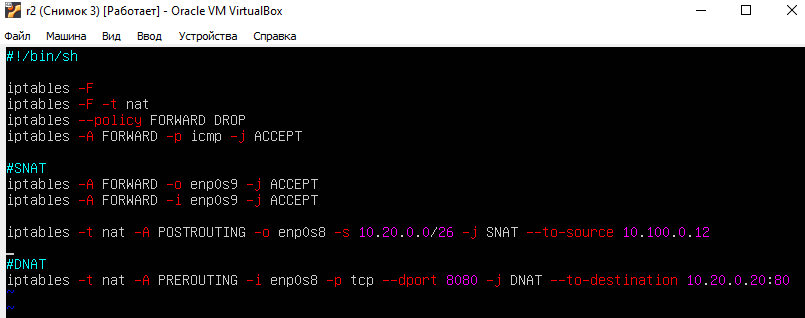 r2 (Снимок 3) [Работает] - Oracle VM VirtualBox
Файл Машина Вид Ввод Устройства Справка
#!/bin/sh
iptables -F
iptables -F -t nat
iptables --policy FORWARD DROP
iptables -A FORWARD -p icmp -j ACCEPT
#SNAT
iptables -A FORWARD -o enp0s9 -j ACCEPT
iptables -A FORWARD -i enp0s9 -j ACCEPT
iptables -t nat -A POSTROUTING -o enp0s8 -s 10.20.0.0/26 -j SNAT --to-source 10.100.0.12
#DNAT
iptables -t nat -A PREROUTING -i enp0s8 -p tcp --dport 8080 -j DNAT --to-destination 10.20.0.20:80
~
~